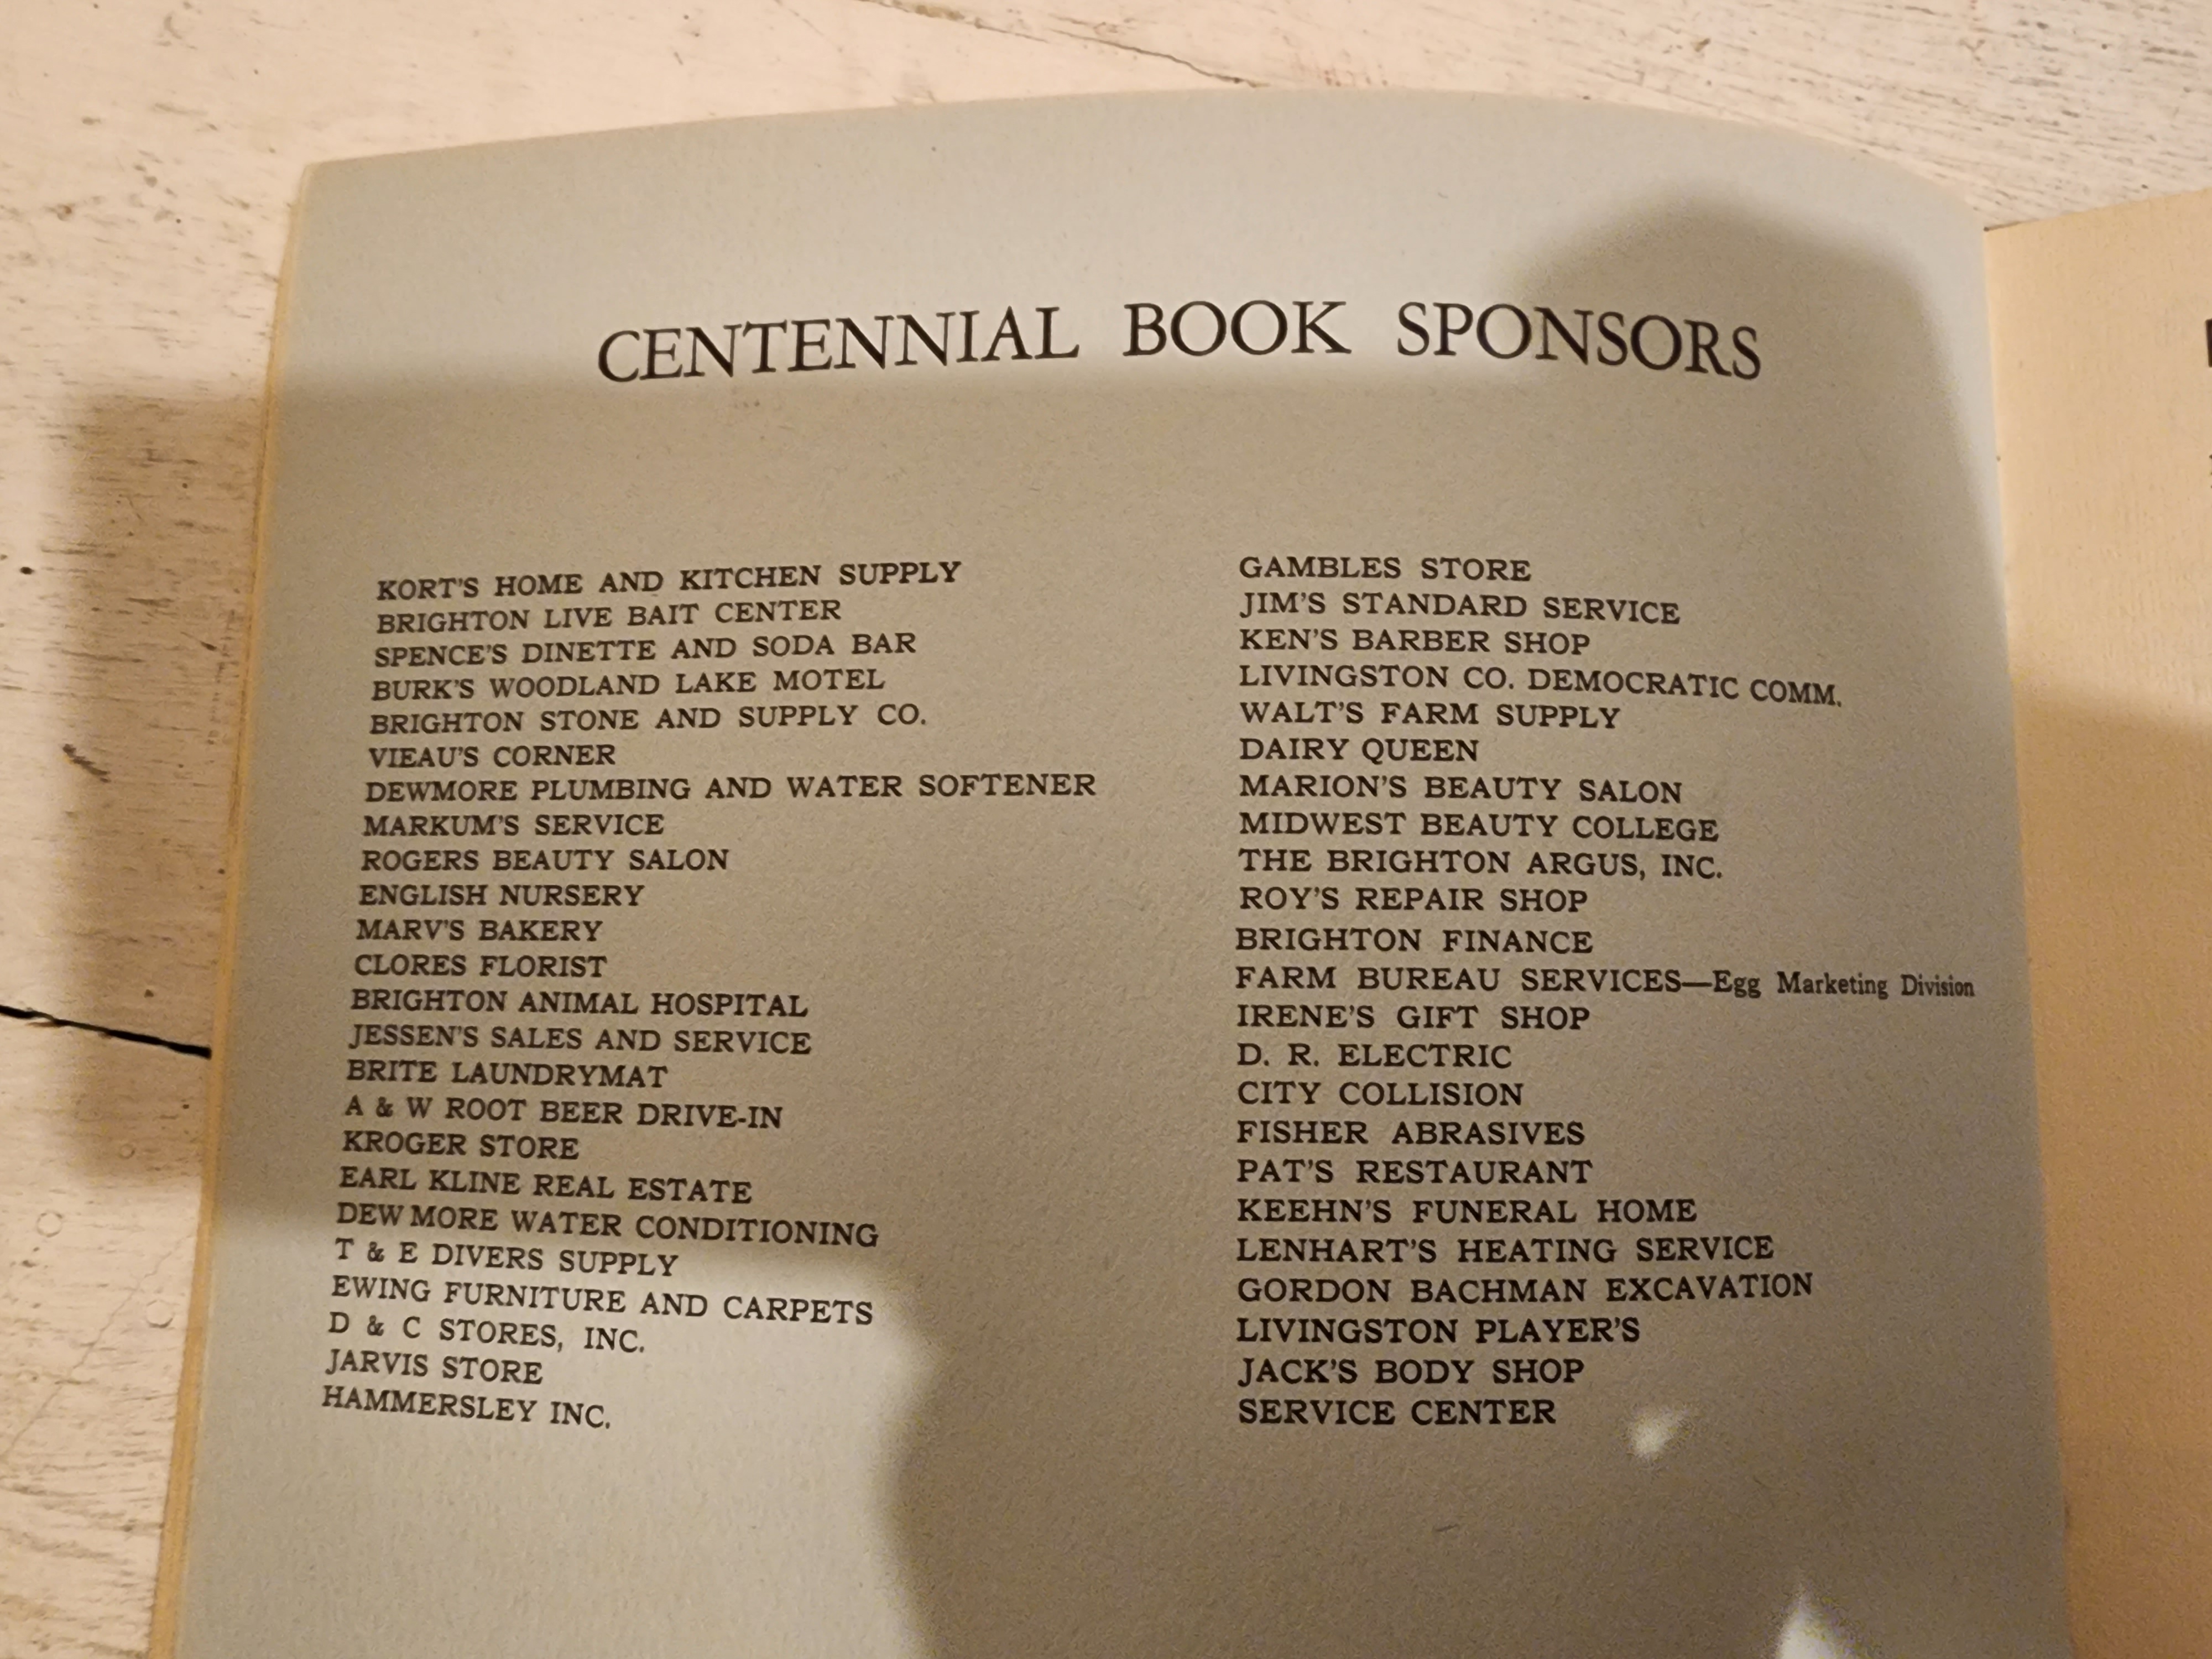 CENTENNIAL BOOK SPONSORS
KORT'S HOME AND KITCHEN SUPPLY
BRIGHTON LIVE BAIT CENTER
SPENCE'S DINETTE AND SODA BAR
BURK'S WOODLAND LAKE MOTEL
BRIGHTON STONE AND SUPPLY CO.
VIEAU'S CORNER
DEWMORE PLUMBING AND WATER SOFTENER
MARKUM'S SERVICE
ROGERS BEAUTY SALON
ENGLISH NURSERY
MARV'S BAKERY
CLORES FLORIST
BRIGHTON ANIMAL HOSPITAL
JESSEN'S SALES AND SERVICE
BRITE LAUNDRYMAT
A & W ROOT BEER DRIVE-IN
KROGER STORE
EARL KLINE REAL ESTATE
DEWMORE WATER CONDITIONING
T & E DIVERS SUPPLY
EWING FURNITURE AND CARPETS
D & C STORES, INC.
JARVIS STORE
HAMMERSLEY INC.
GAMBLES STORE
JIM'S STANDARD SERVICE
KEN'S BARBER SHOP
LIVINGSTON CO. DEMOCRATIC COMM.
WALT'S FARM SUPPLY
DAIRY QUEEN
MARION'S BEAUTY SALON
MIDWEST BEAUTY COLLEGE
THE BRIGHTON ARGUS, INC.
ROY'S REPAIR SHOP
BRIGHTON FINANCE
FARM BUREAU SERVICES—Egg Marketing Division
IRENE'S GIFT SHOP
D. R. ELECTRIC
CITY COLLISION
FISHER ABRASIVES
PAT'S RESTAURANT
KEEHN'S FUNERAL HOME
LENHART'S HEATING SERVICE
GORDON BACHMAN EXCAVATION
LIVINGSTON PLAYER'S
JACK'S BODY SHOP
SERVICE CENTER